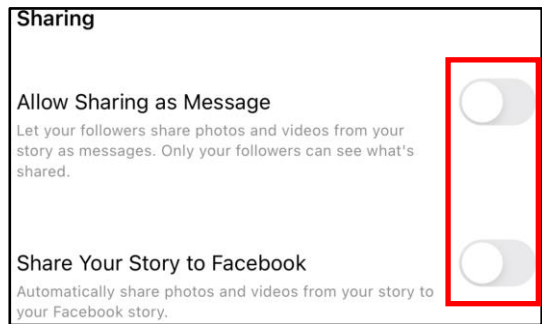 Sharing
Allow Sharing as Message
Let your followers share photos and videos from your
story as messages. Only your followers can see what's
shared.
Share Your Story to Facebook
Automatically share photos and videos from your story to
your Facebook story.